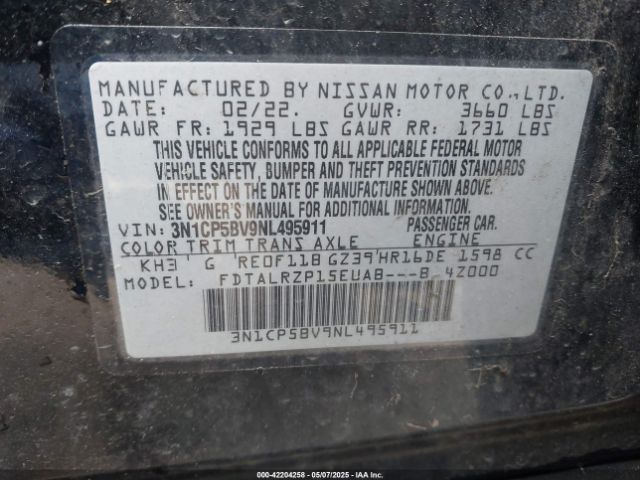 MANUFACTURED BY NISSAN MOTOR CO., LTD.
DATE: 02/22. GVWR: 3660 LBS
GAWR FR: 1929 LBS GAWR RR: 1731 LBS
THIS VEHICLE CONFORMS TO ALL APPLICABLE FEDERAL MOTOR
VEHICLE SAFETY, BUMPER AND THEFT PREVENTION STANDARDS
IN EFFECT ON THE DATE OF MANUFACTURE SHOWN ABOVE.
SEE OWNER'S MANUAL FOR ADDITIONAL INFORMATION.
VIN: 3N1CP5BV9NL495911 PASSENGER CAR.
COLOR TRIM TRANS AXLE ENGINE
KH3 G RE0F11B GZ39 HR16DE 1598 CC
MODEL: FDTALRZP15EUA8---B 4Z000
3N1CP5BV9NL495911
000-42204258 05/07/2025 IAA Inc.